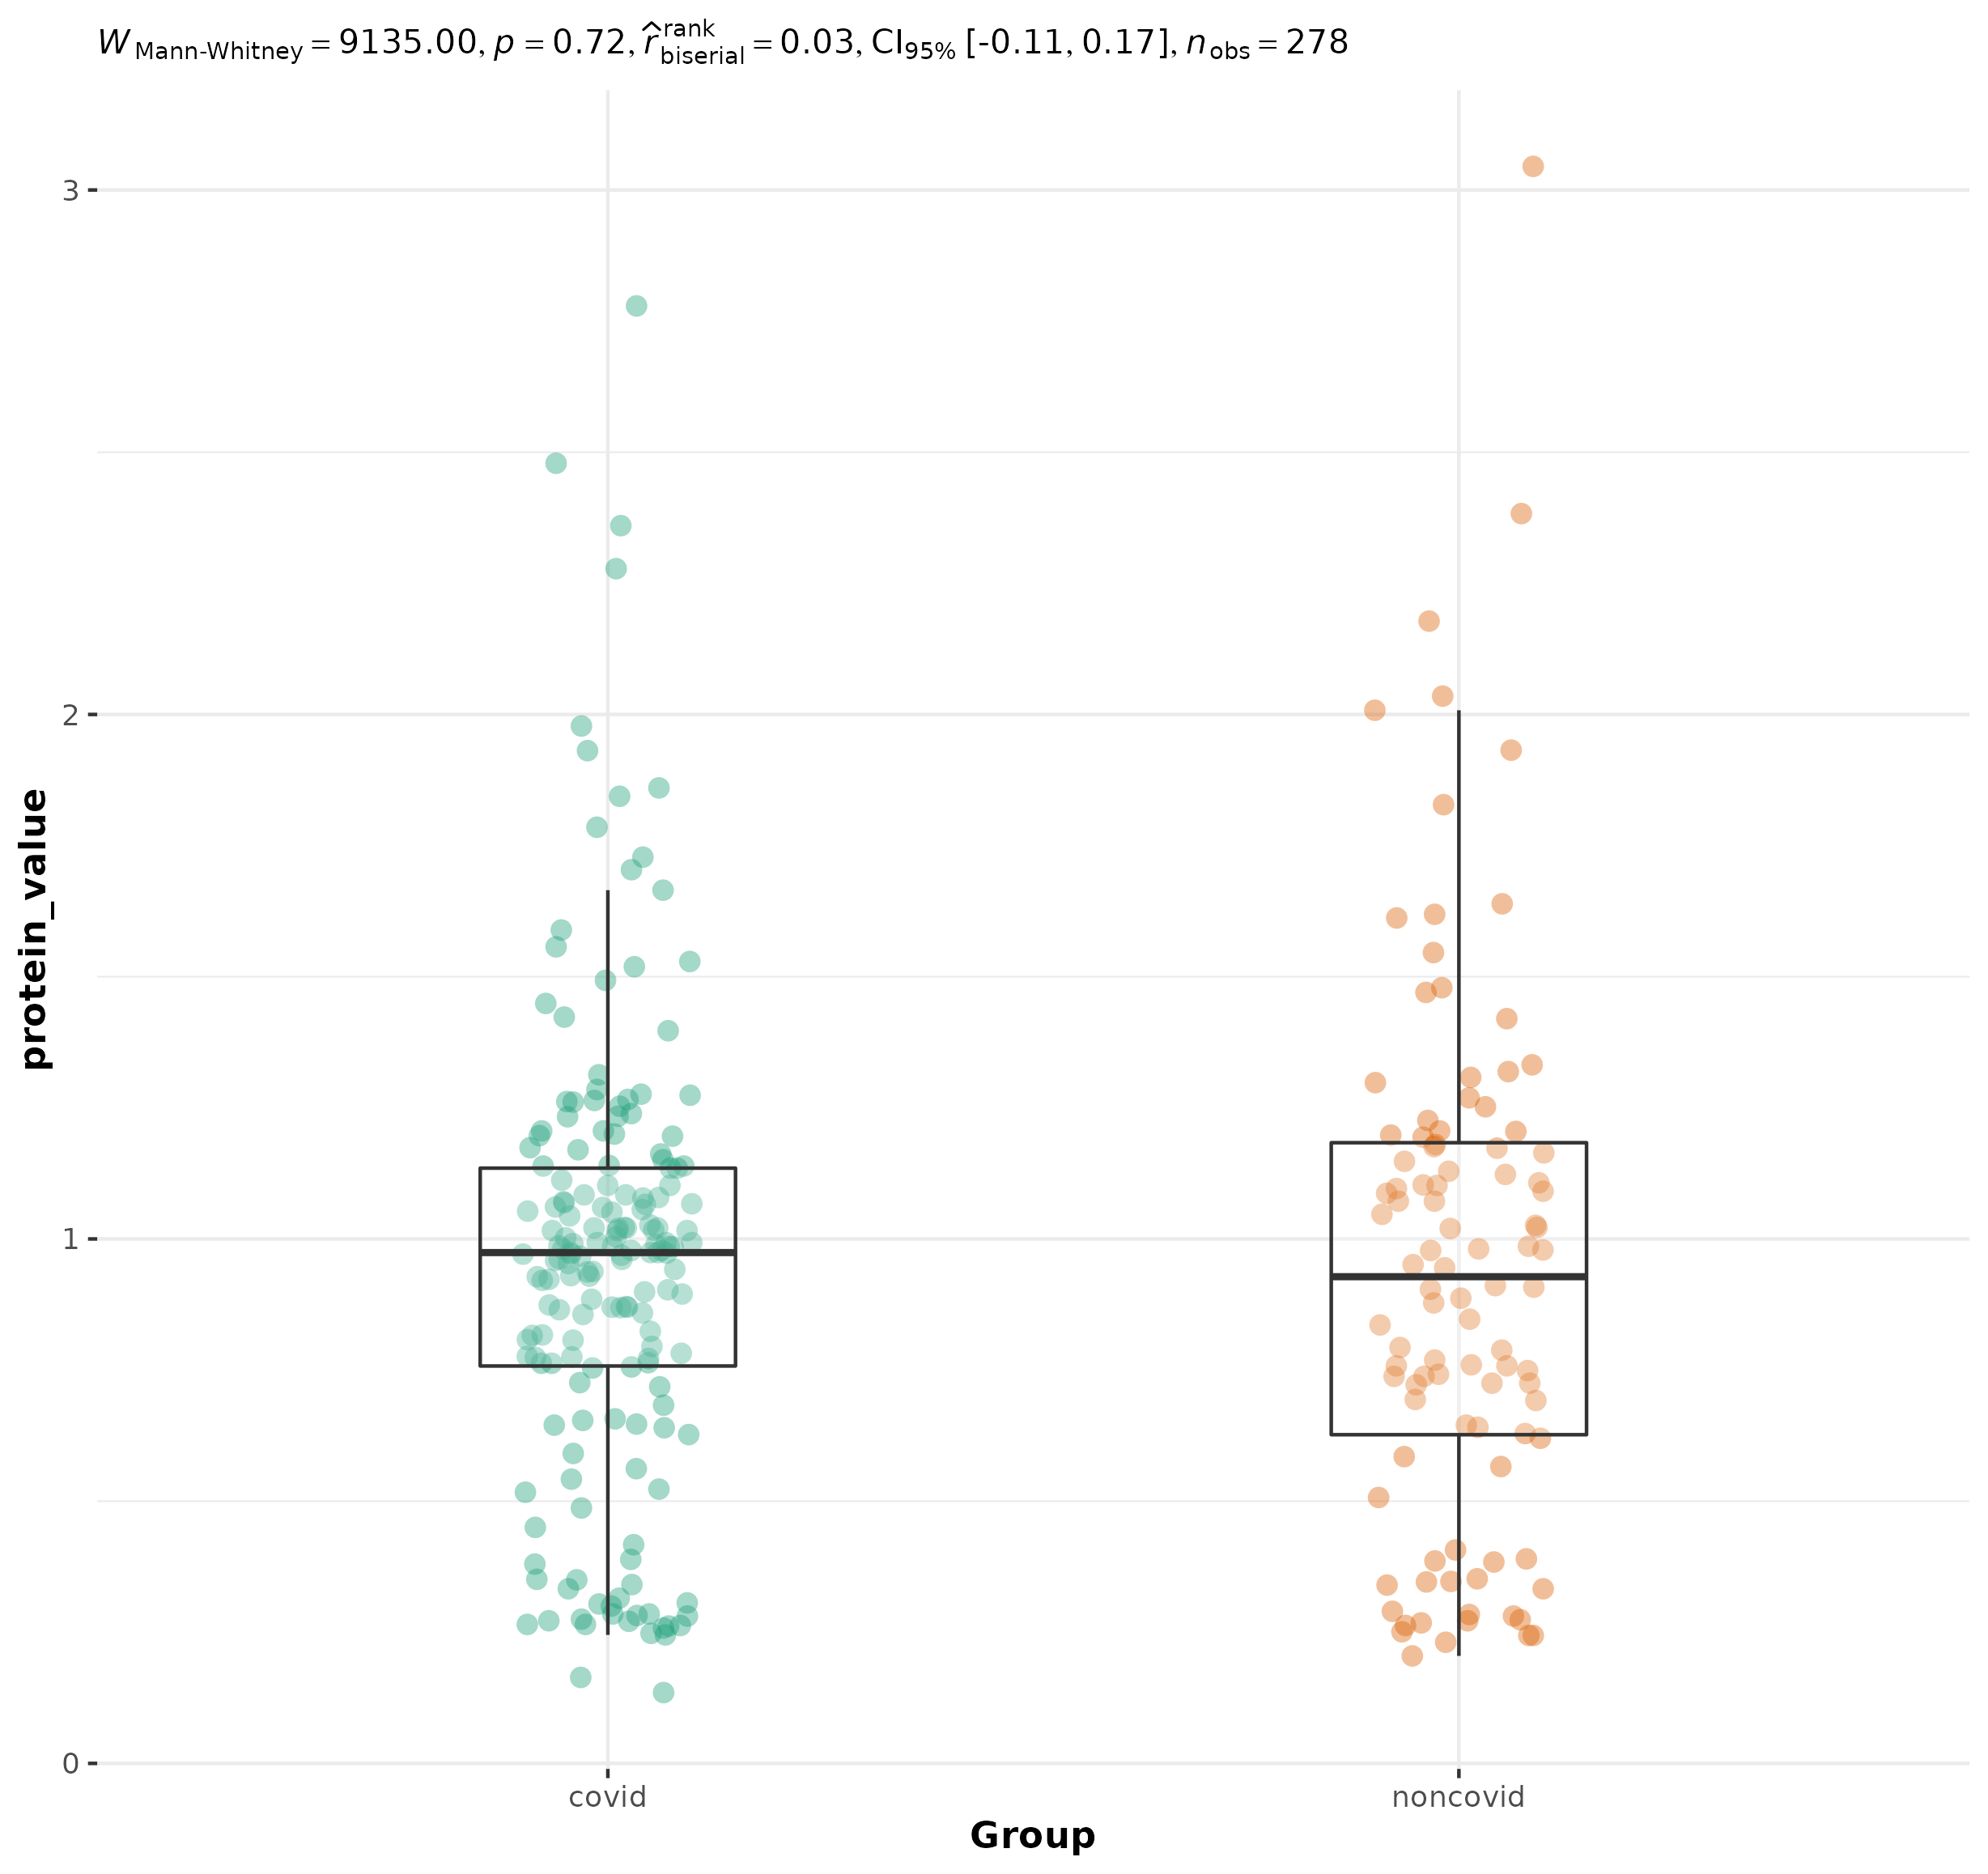 W Mann-Whitney = 9135.00, p = 0.72, r̂ rank biserial = 0.03, CI95% [-0.11, 0.17], n obs = 278
3
2
1
0
protein_value
covid noncovid
Group